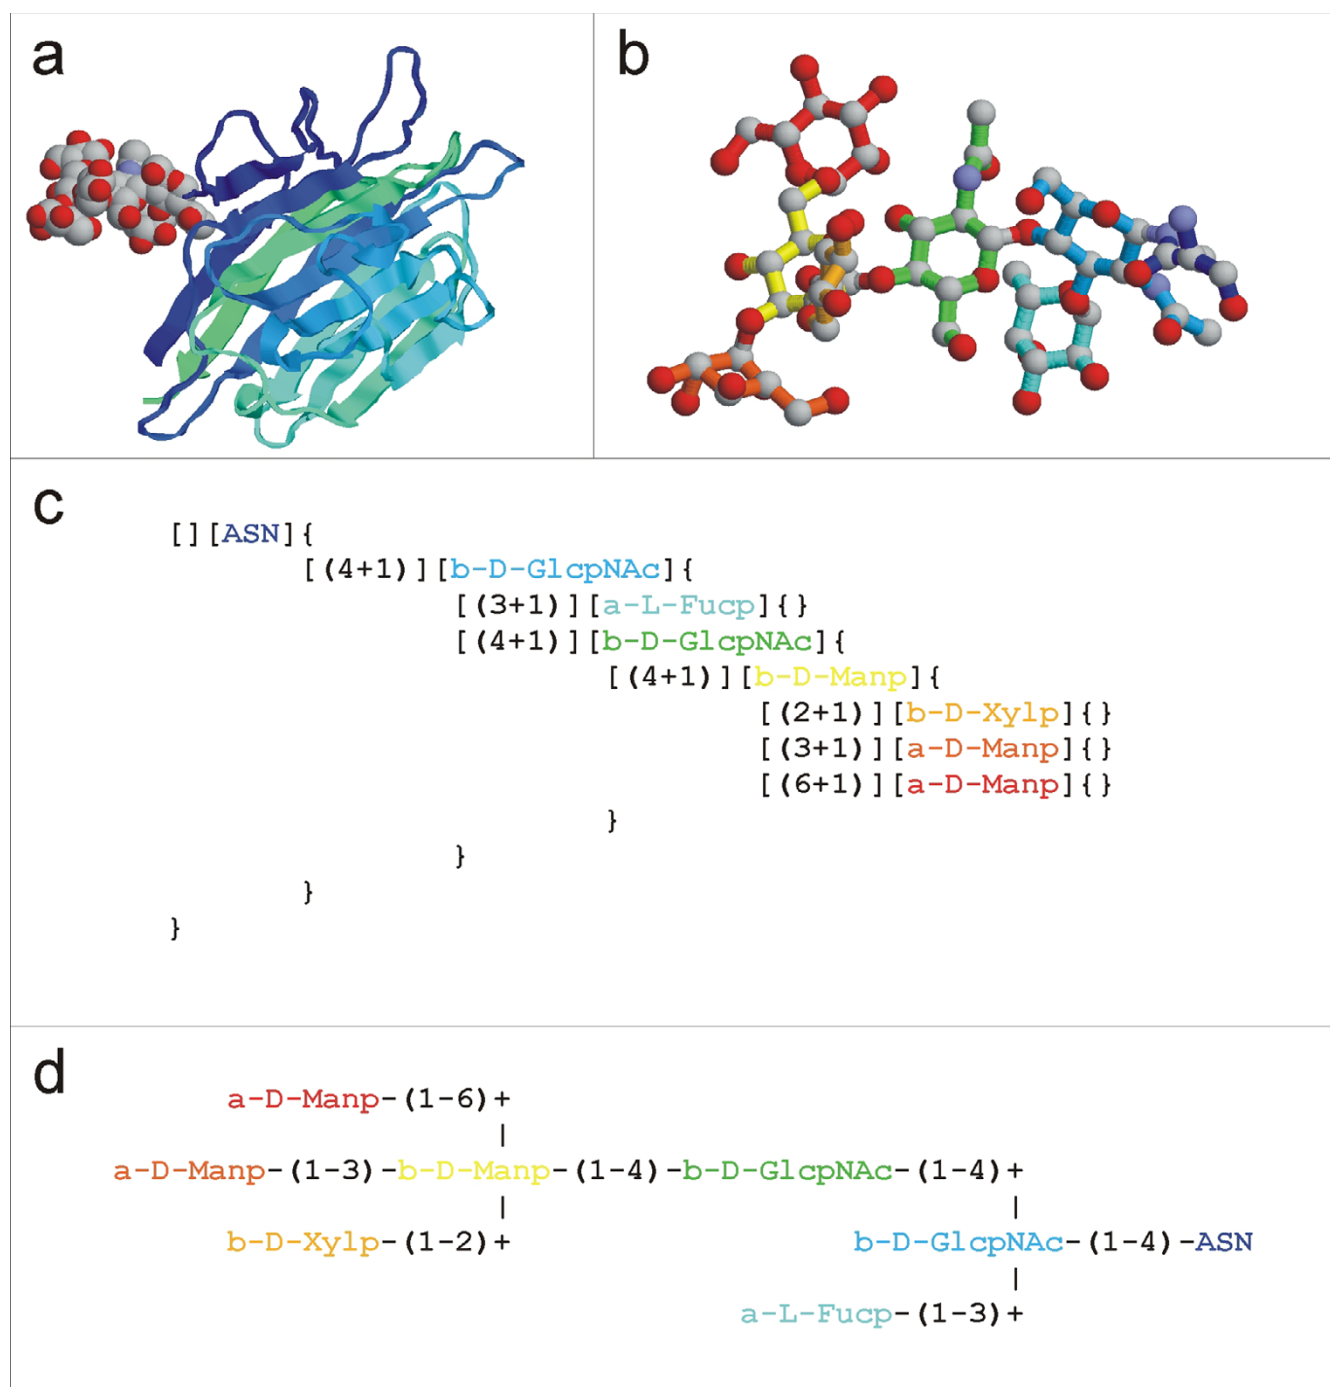 a
b
c
[][ASN]{
[(4+1)][b-D-GlcpNAc]{
[(3+1)][a-L-Fucp]{}
[(4+1)][b-D-GlcpNAc]{
[(4+1)][b-D-Manp]{
[(2+1)][b-D-Xylp]{}
[(3+1)][a-D-Manp]{}
[(6+1)][a-D-Manp]{}
}
}
}
}
d
a-D-Manp-(1-6)+
|
a-D-Manp-(1-3)-b-D-Manp-(1-4)-b-D-GlcpNAc-(1-4)+
| |
b-D-Xylp-(1-2)+ b-D-GlcpNAc-(1-4)-ASN
|
a-L-Fucp-(1-3)+